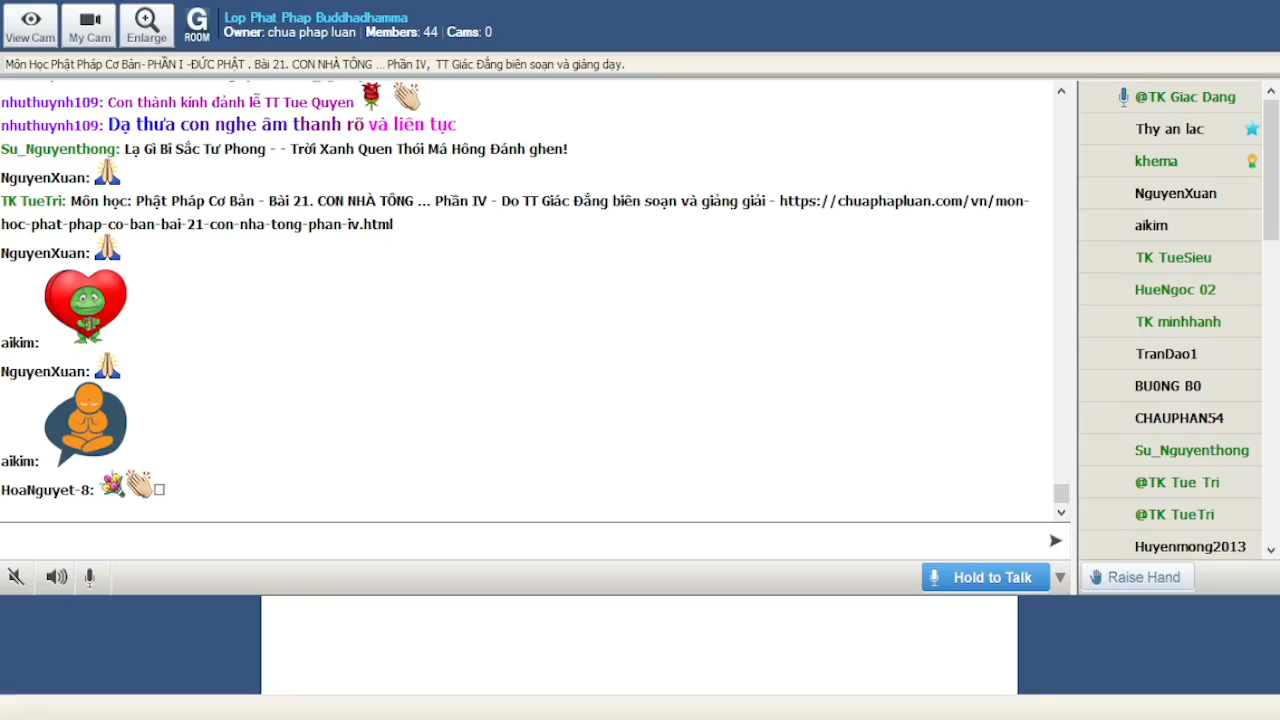 View Cam
My Cam
Enlarge
G
ROOM
Lop Phat Phap Buddhadhamma
Owner: chua phap luan | Members: 44 | Cams: 0
Môn Học Phật Pháp Cơ Bản- PHẦN I -ĐỨC PHẬT . Bài 21. CON NHÀ TÔNG ... Phần IV, TT Giác Đẳng biên soạn và giảng dạy.
nhuthuynh109: Con thành kính đảnh lễ TT Tue Quyen
nhuthuynh109: Dạ thưa con nghe âm thanh rõ và liên tục
Su_Nguyenthong: Lạ Gì Bỉ Sắc Tư Phong - - Trời Xanh Quen Thói Má Hông Đánh ghen!
NguyenXuan:
TK TueTri: Môn học: Phật Pháp Cơ Bản - Bài 21. CON NHÀ TÔNG ... Phần IV - Do TT Giác Đẳng biên soạn và giảng giải - https://chuaphapluan.com/vn/mon-
hoc-phat-phap-co-ban-bai-21-con-nha-tong-phan-iv.html
NguyenXuan:
aikim:
NguyenXuan:
aikim:
HoaNguyet-8:
@TK Giac Dang
Thy an lac
khema
NguyenXuan
aikim
TK TueSieu
HueNgoc 02
TK minhhanh
TranDao1
BU0NG B0
CHAUPHAN54
Su_Nguyenthong
@TK Tue Tri
@TK TueTri
Huyenmong2013
Hold to Talk
Raise Hand